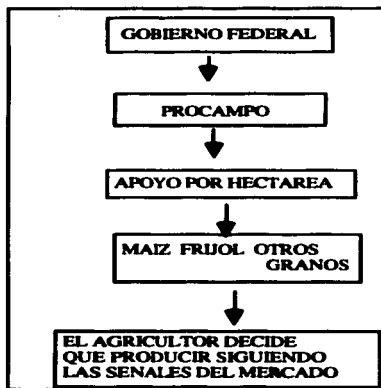 GOBIERNO FEDERAL
PROCAMPO
APOYO POR HECTAREA
MAIZ FRIJOL OTROS
GRANOS
EL AGRICULTOR DECIDE
QUE PRODUCIR SIGUIENDO
LAS SENALES DEL MERCADO